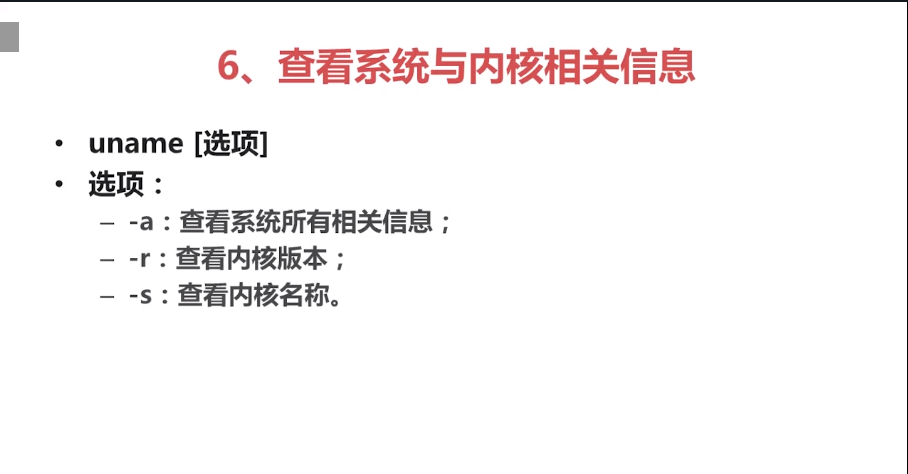 6、查看系统与内核相关信息
• uname [选项]
• 选项：
– -a：查看系统所有相关信息；
– -r：查看内核版本；
– -s：查看内核名称。